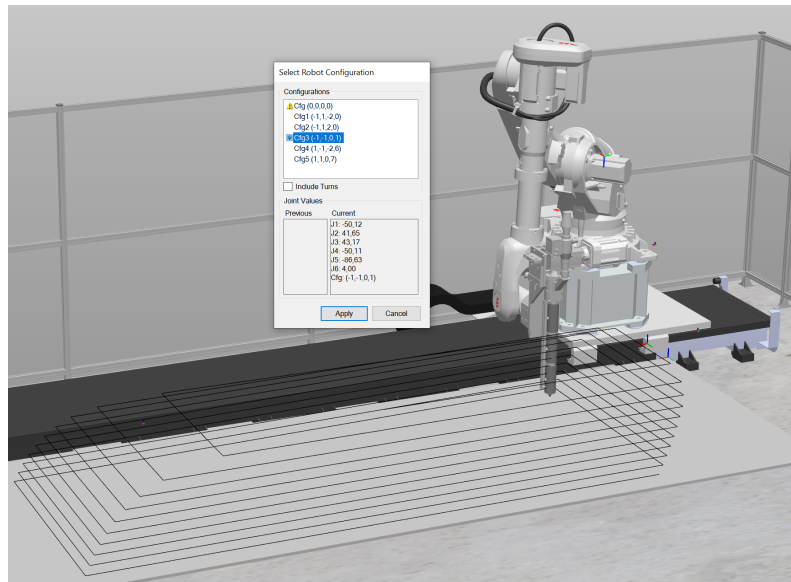 Select Robot Configuration
Configurations
Cfg (0,0,0,0)
Cfg1 (-1,1,-2,0)
Cfg2 (-1,1,2,0)
Cfg3 (-1,-1,0,1)
Cfg4 (1,-1,-2,6)
Cfg5 (1,1,0,7)
Include Turns
Joint Values
Previous Current
J1: -50,12
J2: 41,65
J3: 43,17
J4: -50,11
J5: -86,63
J6: 4,00
Cfg: (-1,-1,0,1)
Apply Cancel